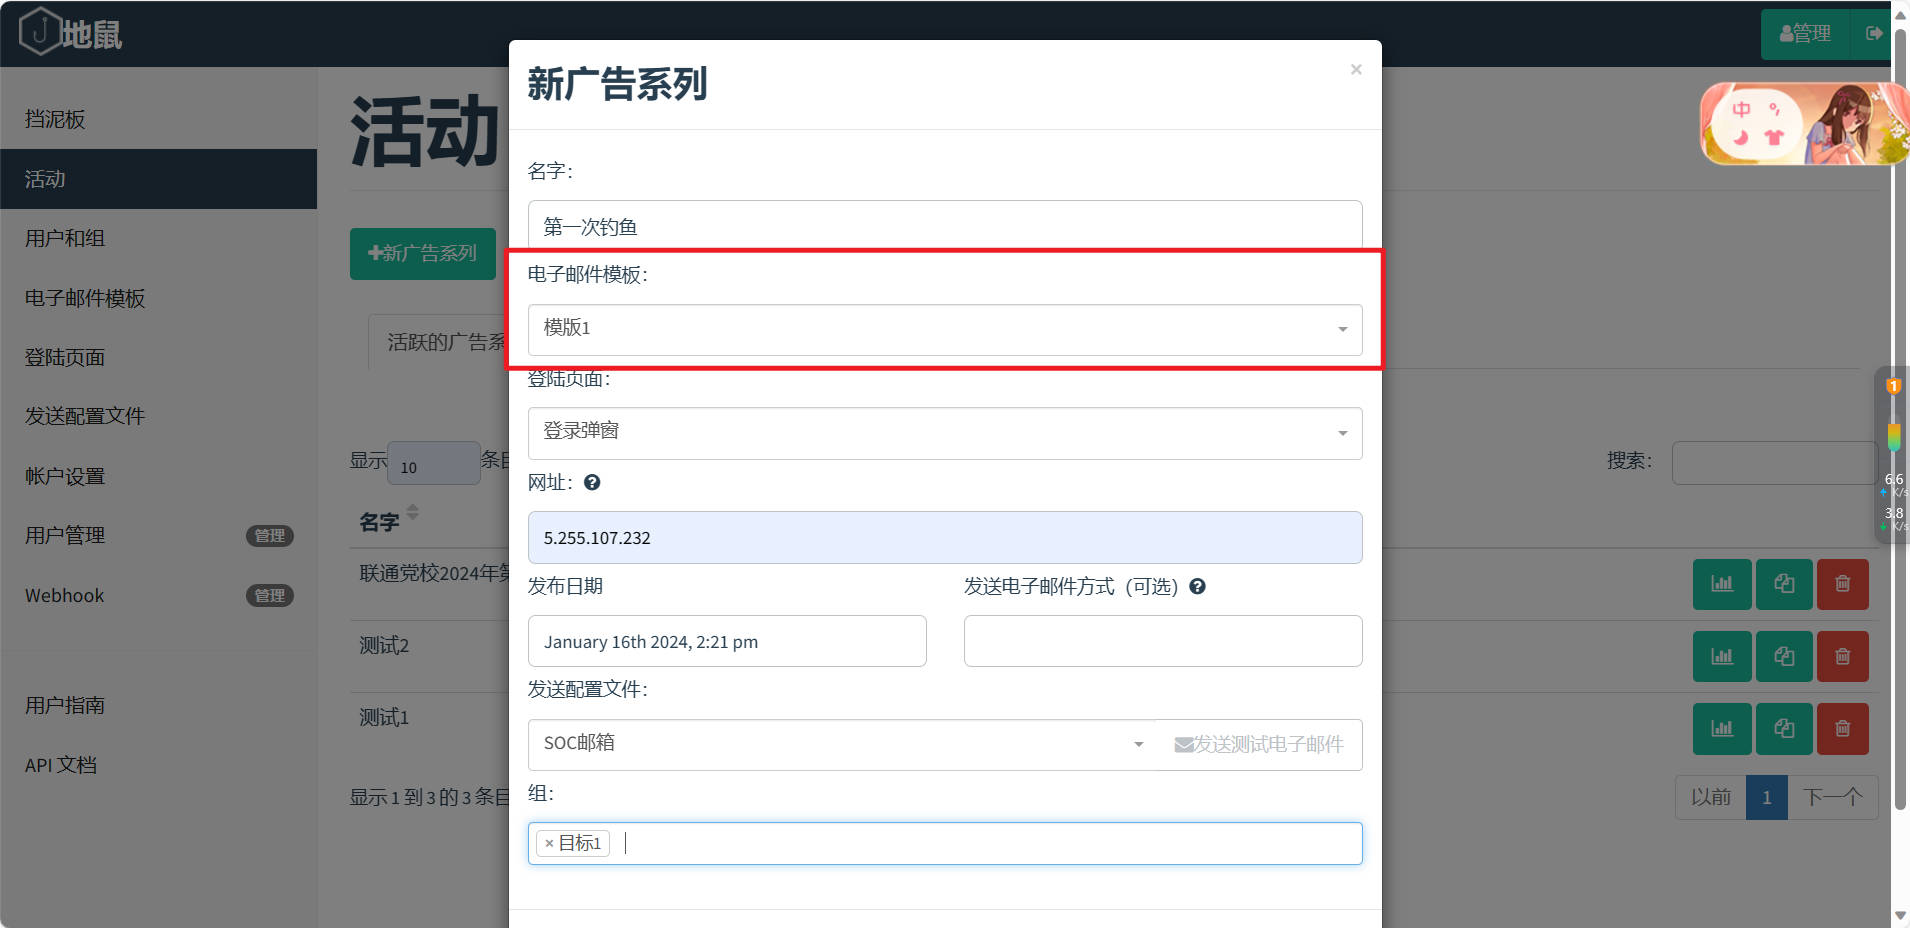 地鼠
管理
新广告系列
×
中
挡泥板
活动
活动
名字：
用户和组
第一次钓鱼
新广告系列
电子邮件模板：
电子邮件模板
模版1
活跃的广告系
登陆页面
登陆页面：
发送配置文件
登录弹窗
显示 10 条目
搜索：
帐户设置
网址：
名字
用户管理 管理
5.255.107.232
6.6
K/s
3.8
K/s
1
联通党校2024年第
发布日期
发送电子邮件方式（可选）
Webhook 管理
测试2
January 16th 2024, 2:21 pm
用户指南
发送配置文件：
测试1
SOC邮箱
发送测试电子邮件
API 文档
组：
显示 1 到 3 的 3 条目
以前 1 下一个
× 目标1